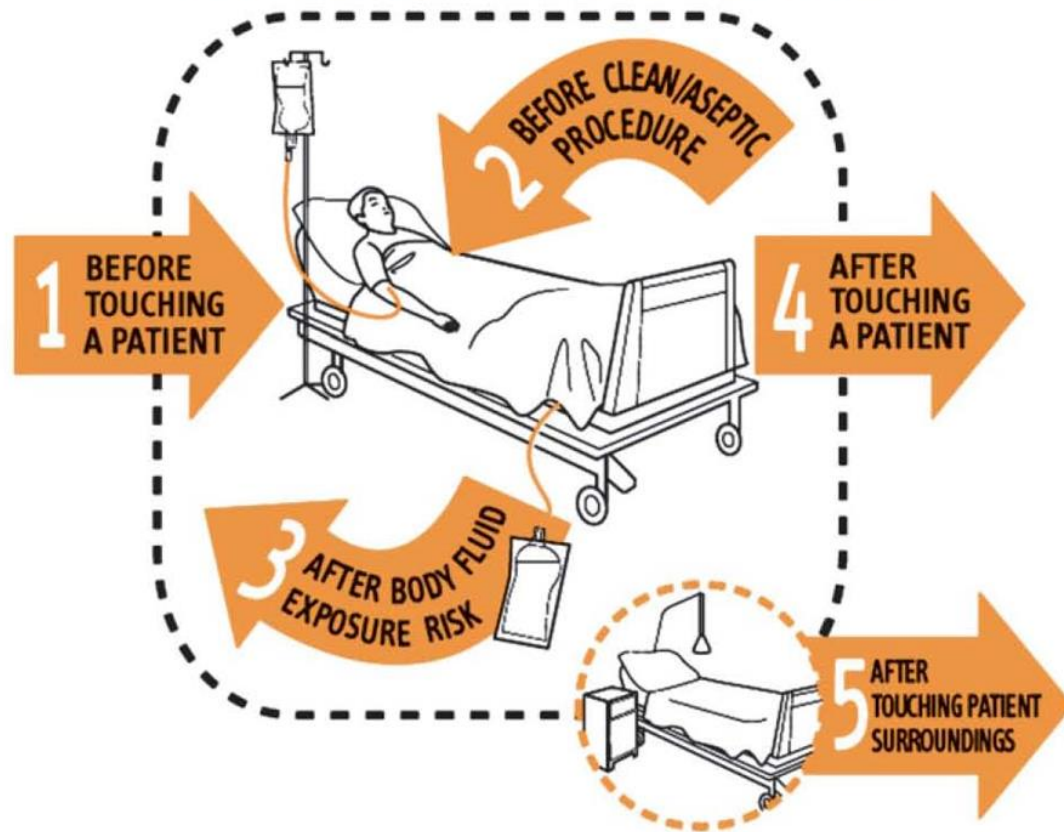 1 BEFORE
TOUCHING
A PATIENT
2 BEFORE CLEAN/ASEPTIC
PROCEDURE
3 AFTER BODY FLUID
EXPOSURE RISK
4 AFTER
TOUCHING
A PATIENT
5 AFTER
TOUCHING PATIENT
SURROUNDINGS